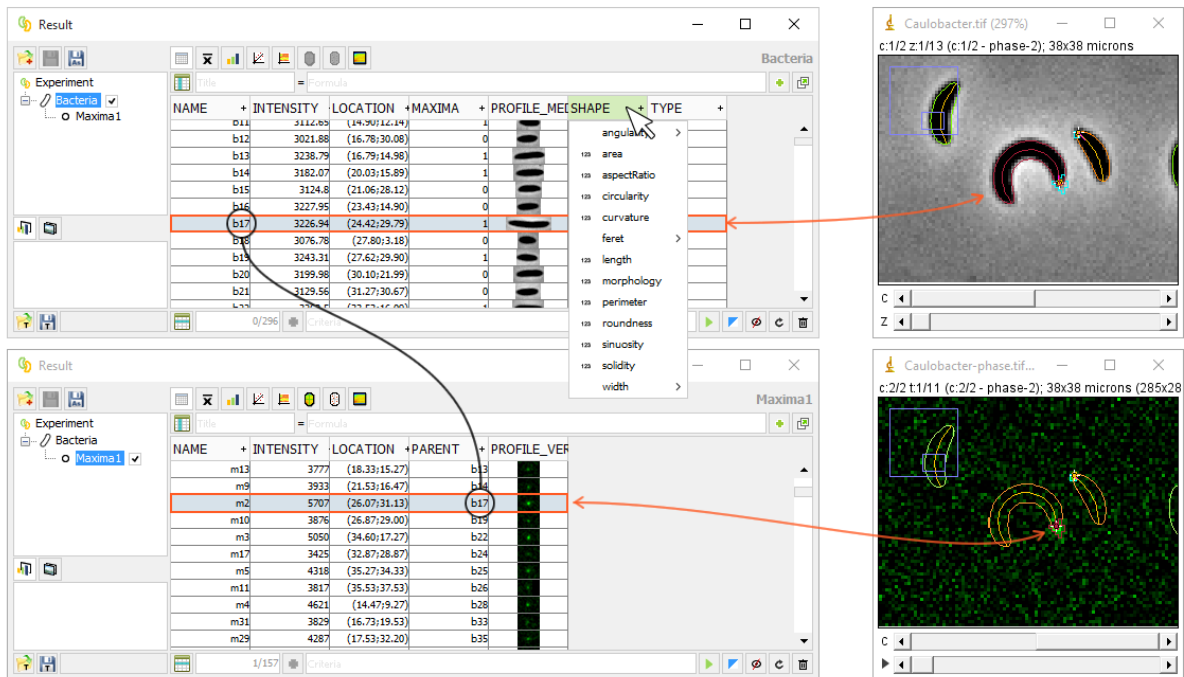 Result
Bacteria
Title = Formula
Experiment
Bacteria
Maxima1
NAME + INTENSITY LOCATION + MAXIMA + PROFILE_MED SHAPE + TYPE +
b11 3112.65 (14.90;12.14) 1
b12 3021.88 (16.78;30.08) 0
b13 3238.79 (16.79;14.98) 1
b14 3182.07 (20.03;15.89) 1
b15 3124.8 (21.06;28.12) 0
b16 3227.95 (23.43;14.90) 0
b17 3226.94 (24.42;29.79) 1
b18 3076.78 (27.80;3.18) 0
b19 3243.31 (27.62;29.90) 1
b20 3199.98 (30.10;21.99) 0
b21 3129.56 (31.27;30.67) 0
angularity
123 area
123 aspectRatio
123 circularity
123 curvature
feret
123 length
123 morphology
123 perimeter
123 roundness
123 sinuosity
123 solidity
width
0/296 Criteria
Caulobacter.tif (297%)
c:1/2 z:1/13 (c:1/2 - phase-2); 38x38 microns
C
Z
Result
Maxima1
Title = Formula
Experiment
Bacteria
Maxima1
NAME + INTENSITY LOCATION + PARENT + PROFILE_VER
m13 3777 (18.33;15.27) b13
m9 3933 (21.53;16.47) b14
m2 5707 (26.07;31.13) b17
m10 3876 (26.87;29.00) b19
m3 5050 (34.60;17.27) b22
m17 3425 (32.87;28.87) b24
m5 4318 (35.27;34.33) b25
m11 3817 (35.53;37.53) b26
m4 4621 (14.47;9.27) b28
m31 3829 (16.73;19.53) b33
m29 4287 (17.53;32.20) b35
1/157 Criteria
Caulobacter-phase.tif...
c:2/2 t:1/11 (c:2/2 - phase-2); 38x38 microns (285x28
C